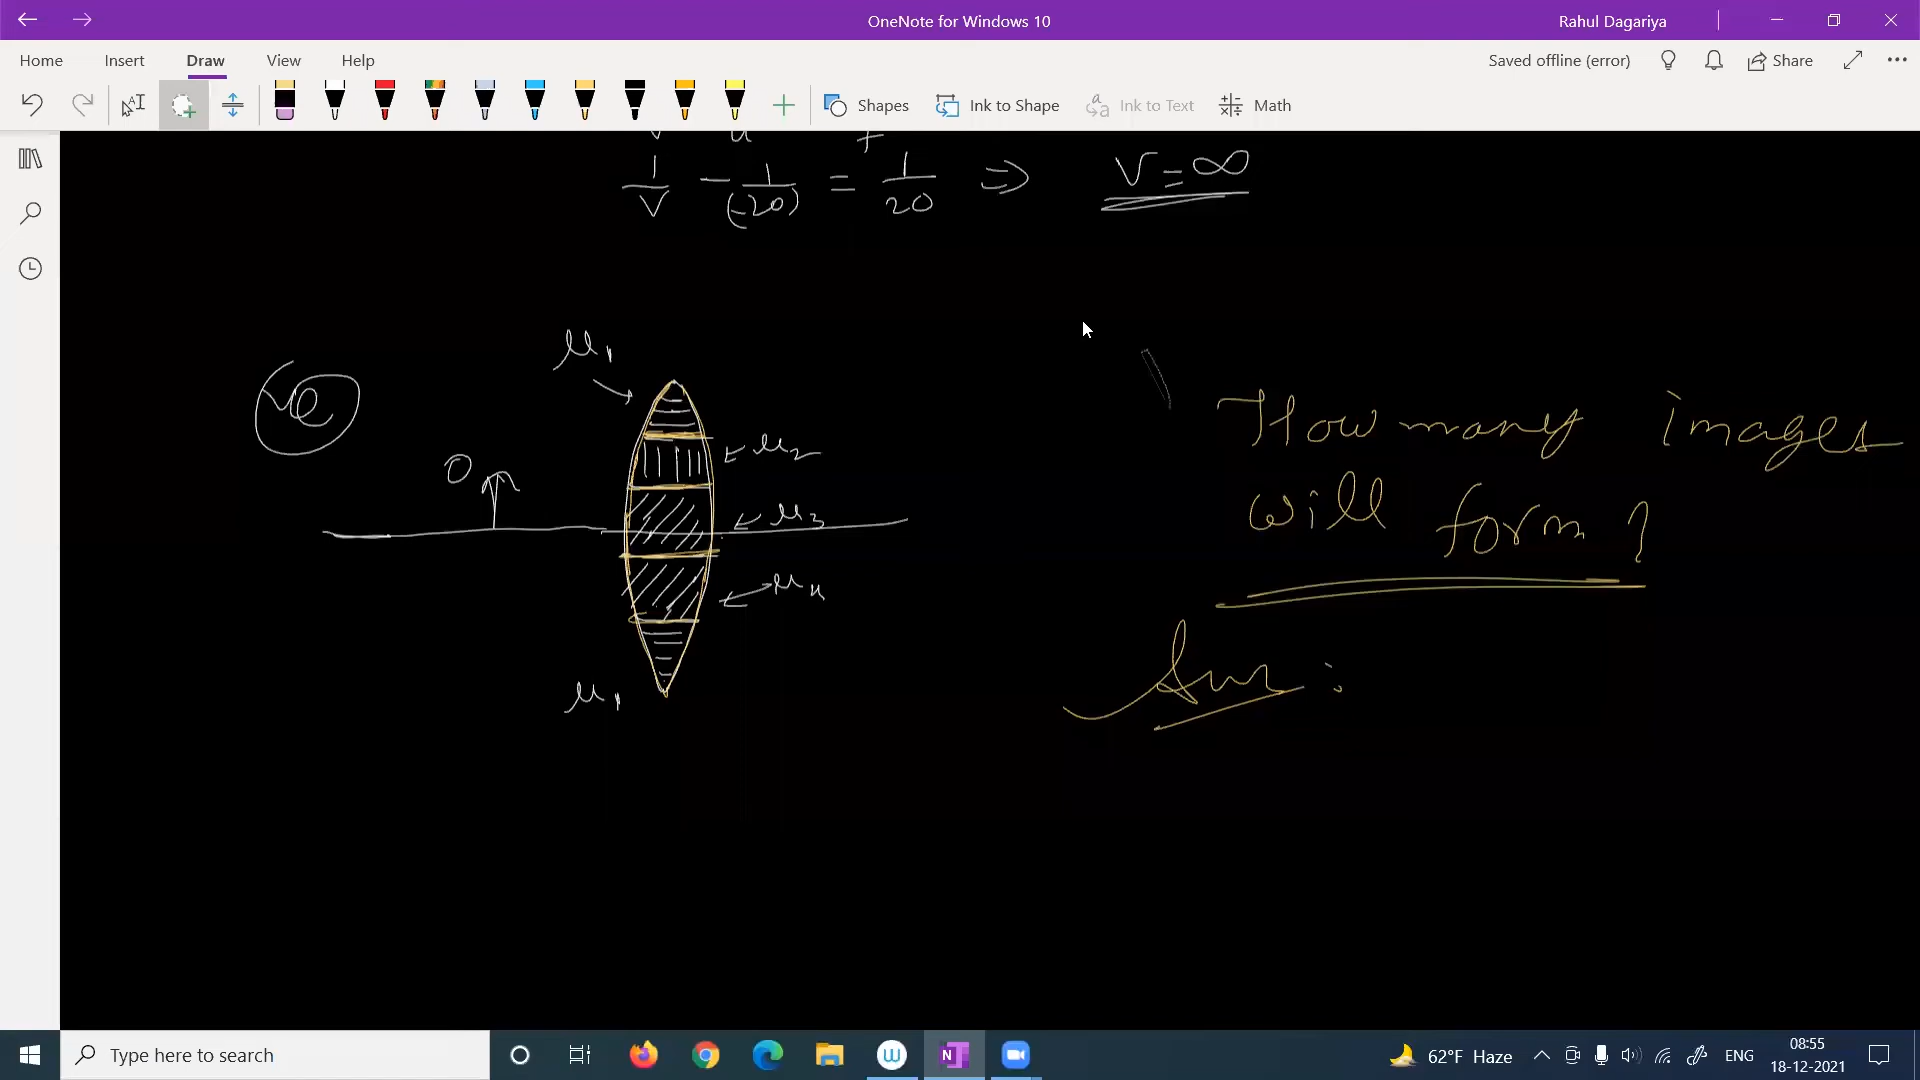 OneNote for Windows 10
Rahul Dagariya
Home Insert Draw View Help
Saved offline (error)
Share
Shapes
Ink to Shape
Ink to Text
Math
1/V - 1/(-20) = 1/20 ⇒ V = ∞
μ1
O
μ2
μ3
μ4
μ1
How many images
will form?
Ans:
Type here to search
62°F Haze
ENG
08:55
18-12-2021